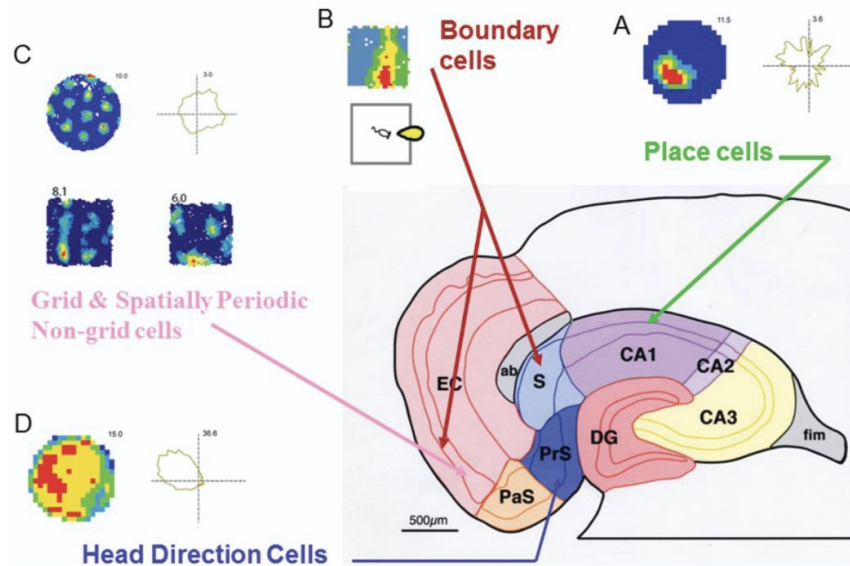 C
10.0
3.0
8.1
6.0
Grid & Spatially Periodic
Non-grid cells
D
15.0
36.6
Head Direction Cells
B
Boundary
cells
A
11.5
3.6
Place cells
EC
ab
S
CA1
CA2
CA3
DG
fim
PrS
PaS
500µm